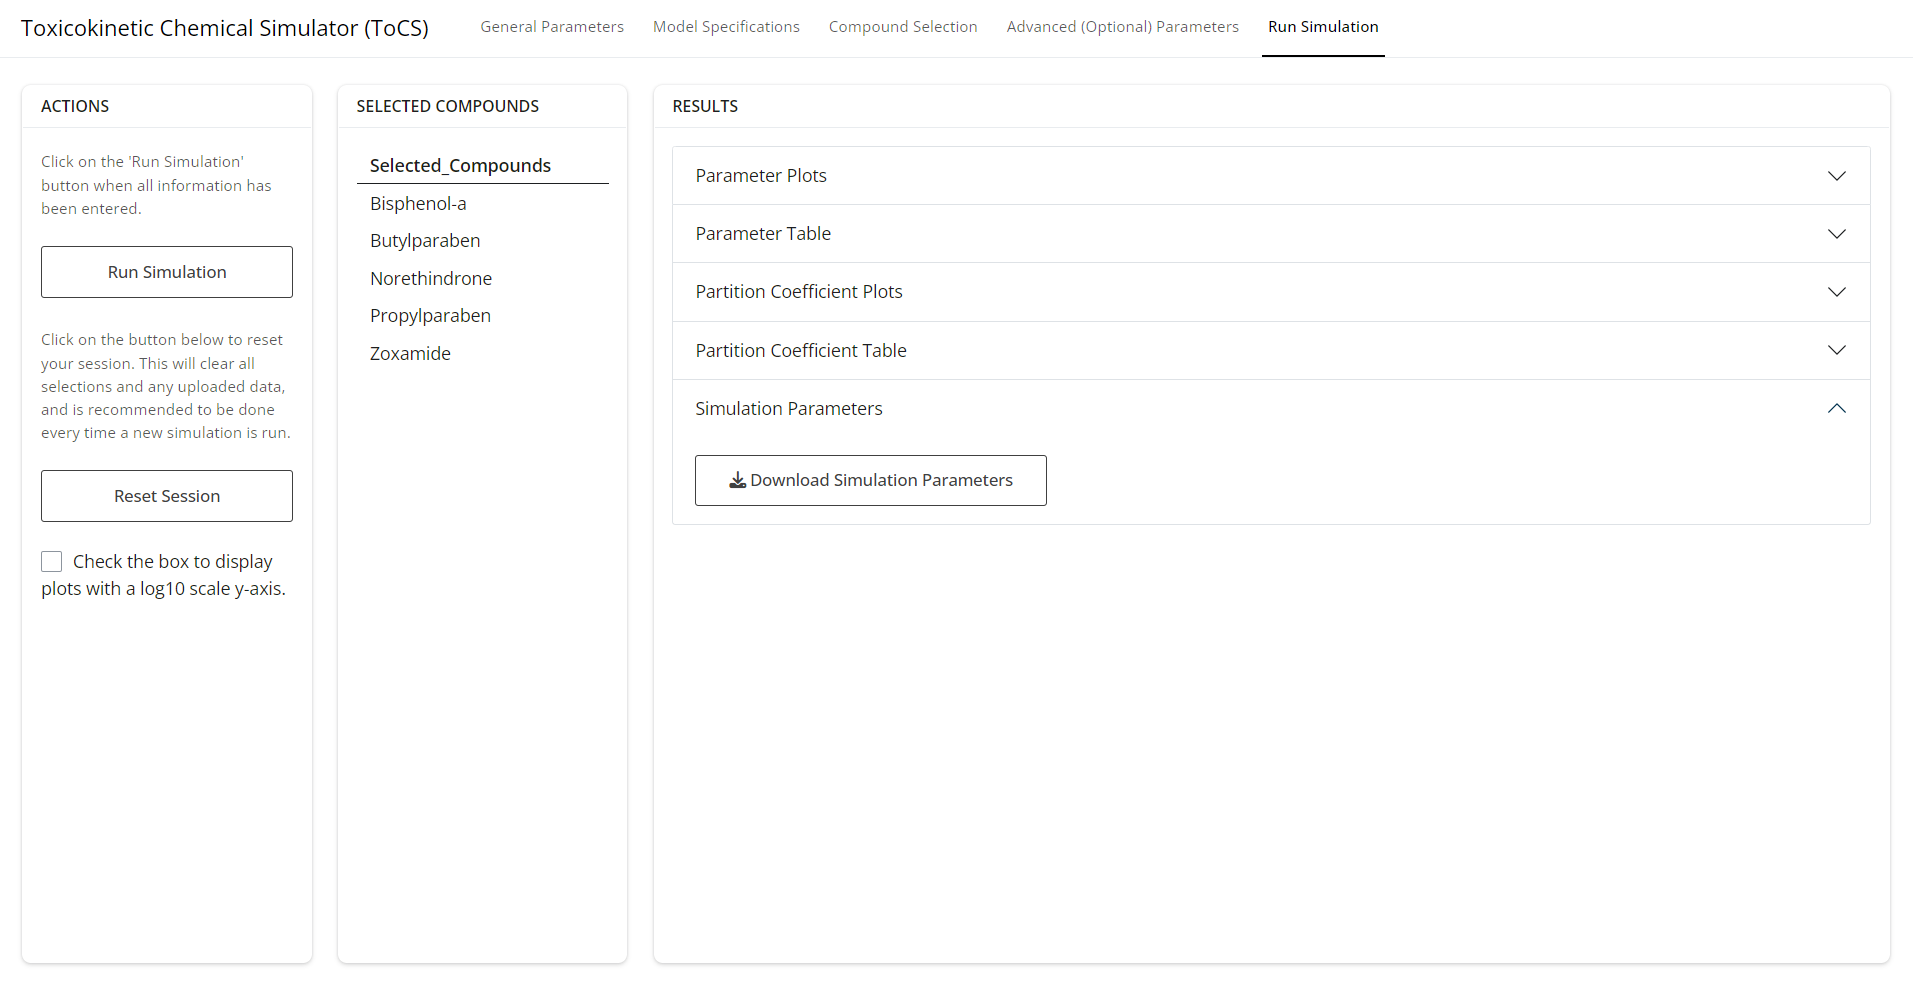 Toxicokinetic Chemical Simulator (ToCS)
General Parameters
Model Specifications
Compound Selection
Advanced (Optional) Parameters
Run Simulation
ACTIONS
Click on the 'Run Simulation'
button when all information has
been entered.
Run Simulation
Click on the button below to reset
your session. This will clear all
selections and any uploaded data,
and is recommended to be done
every time a new simulation is run.
Reset Session
Check the box to display
plots with a log10 scale y-axis.
SELECTED COMPOUNDS
Selected_Compounds
Bisphenol-a
Butylparaben
Norethindrone
Propylparaben
Zoxamide
RESULTS
Parameter Plots
Parameter Table
Partition Coefficient Plots
Partition Coefficient Table
Simulation Parameters
Download Simulation Parameters